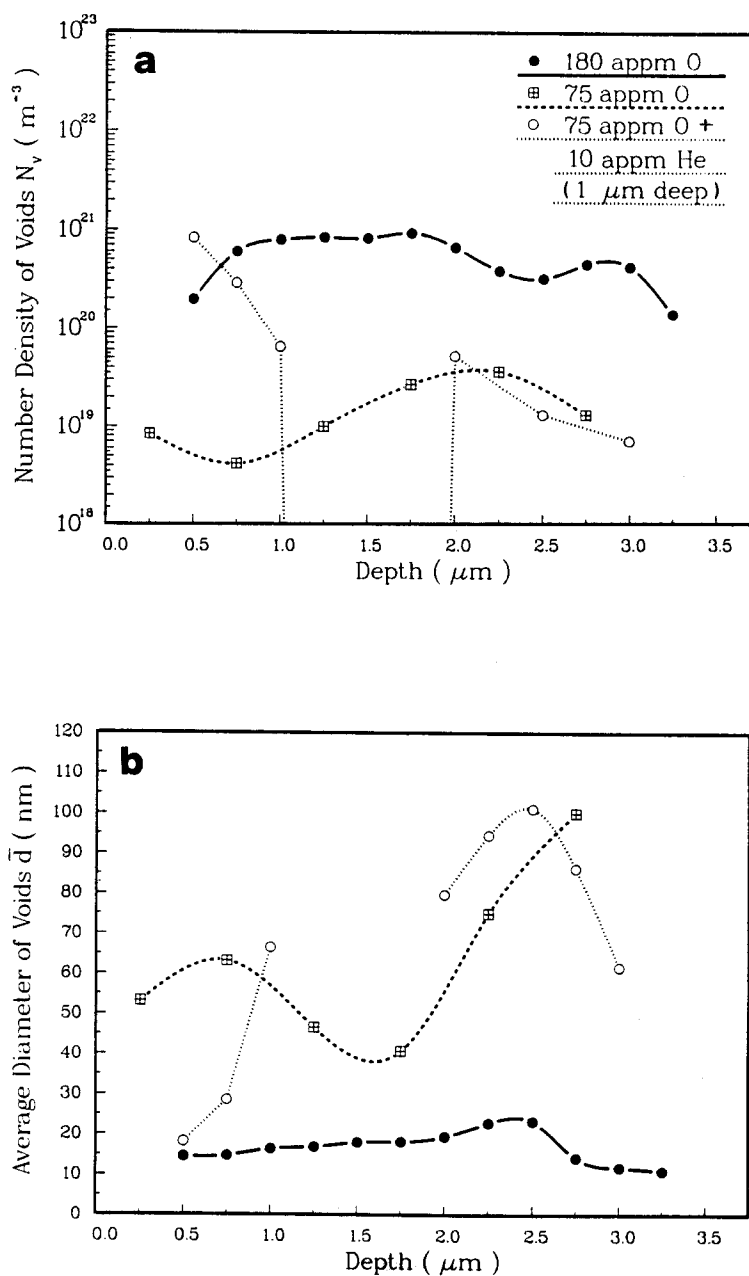 a
10²³
10²²
10²¹
10²⁰
10¹⁹
10¹⁸
Number Density of Voids Nᵥ ( m⁻³ )
180 appm O
75 appm O
75 appm O +
10 appm He
(1 μm deep)
0.0 0.5 1.0 1.5 2.0 2.5 3.0 3.5
Depth ( μm )
b
120
110
100
90
80
70
60
50
40
30
20
10
0
Average Diameter of Voids d̄ ( nm )
0.0 0.5 1.0 1.5 2.0 2.5 3.0 3.5
Depth ( μm )